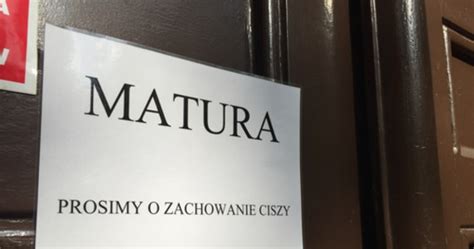 MATURA
PROSIMY O ZACHOWANIE CISZY